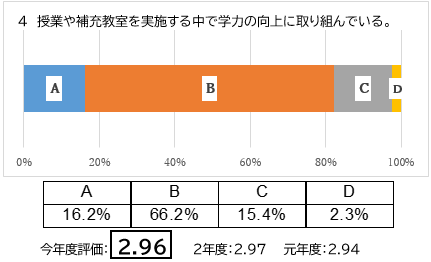 4 授業や補充教室を実施する中で学力の向上に取り組んでいる。
A B C D
0% 20% 40% 60% 80% 100%
A B C D
16.2% 66.2% 15.4% 2.3%
今年度評価: 2.96 2年度:2.97 元年度:2.94